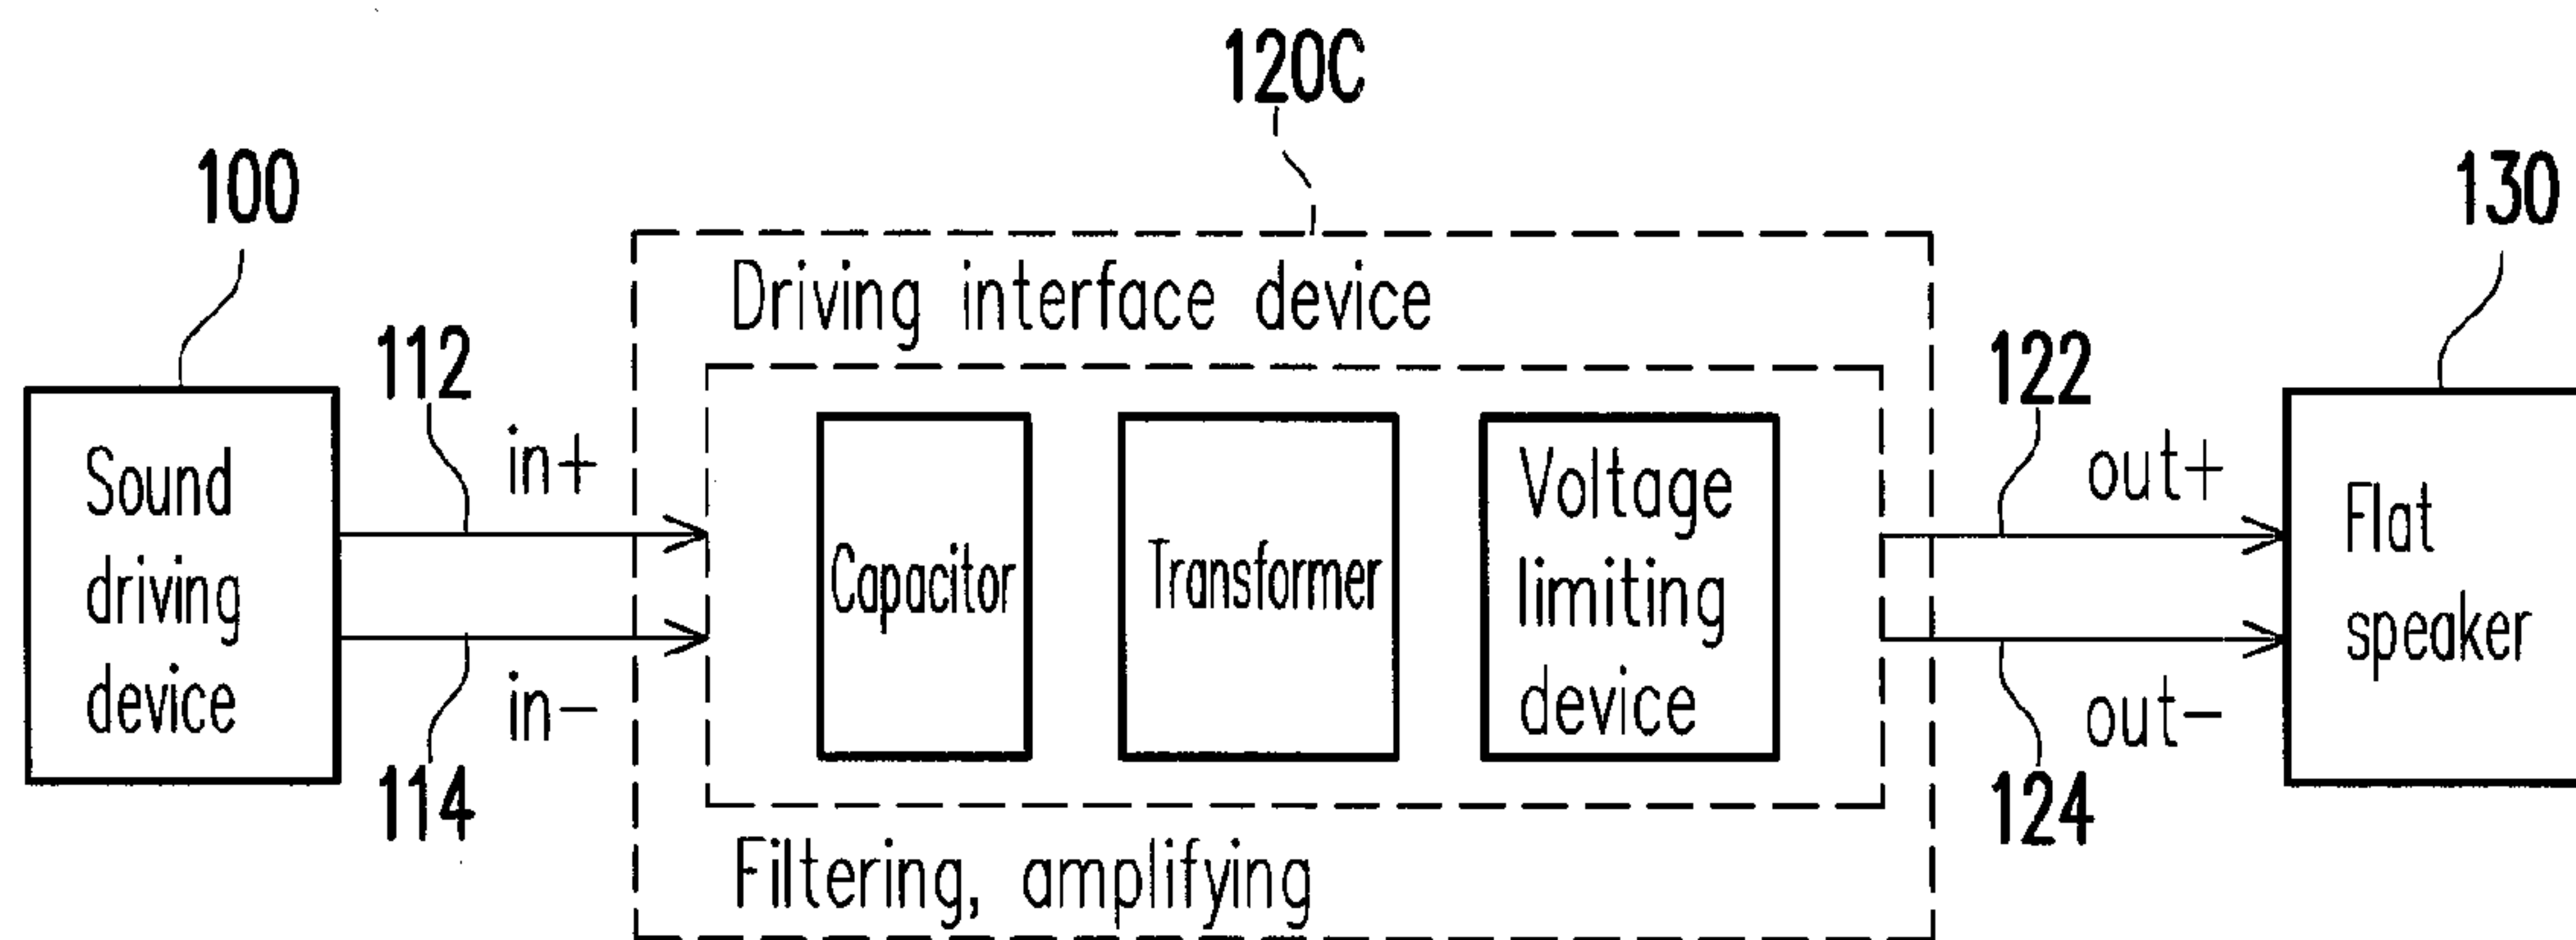 120C
100
130
Driving interface device
112
122
in+
out+
Sound
driving
device
Capacitor
Transformer
Voltage
limiting
device
Flat
speaker
in-
out-
114
124
Filtering, amplifying